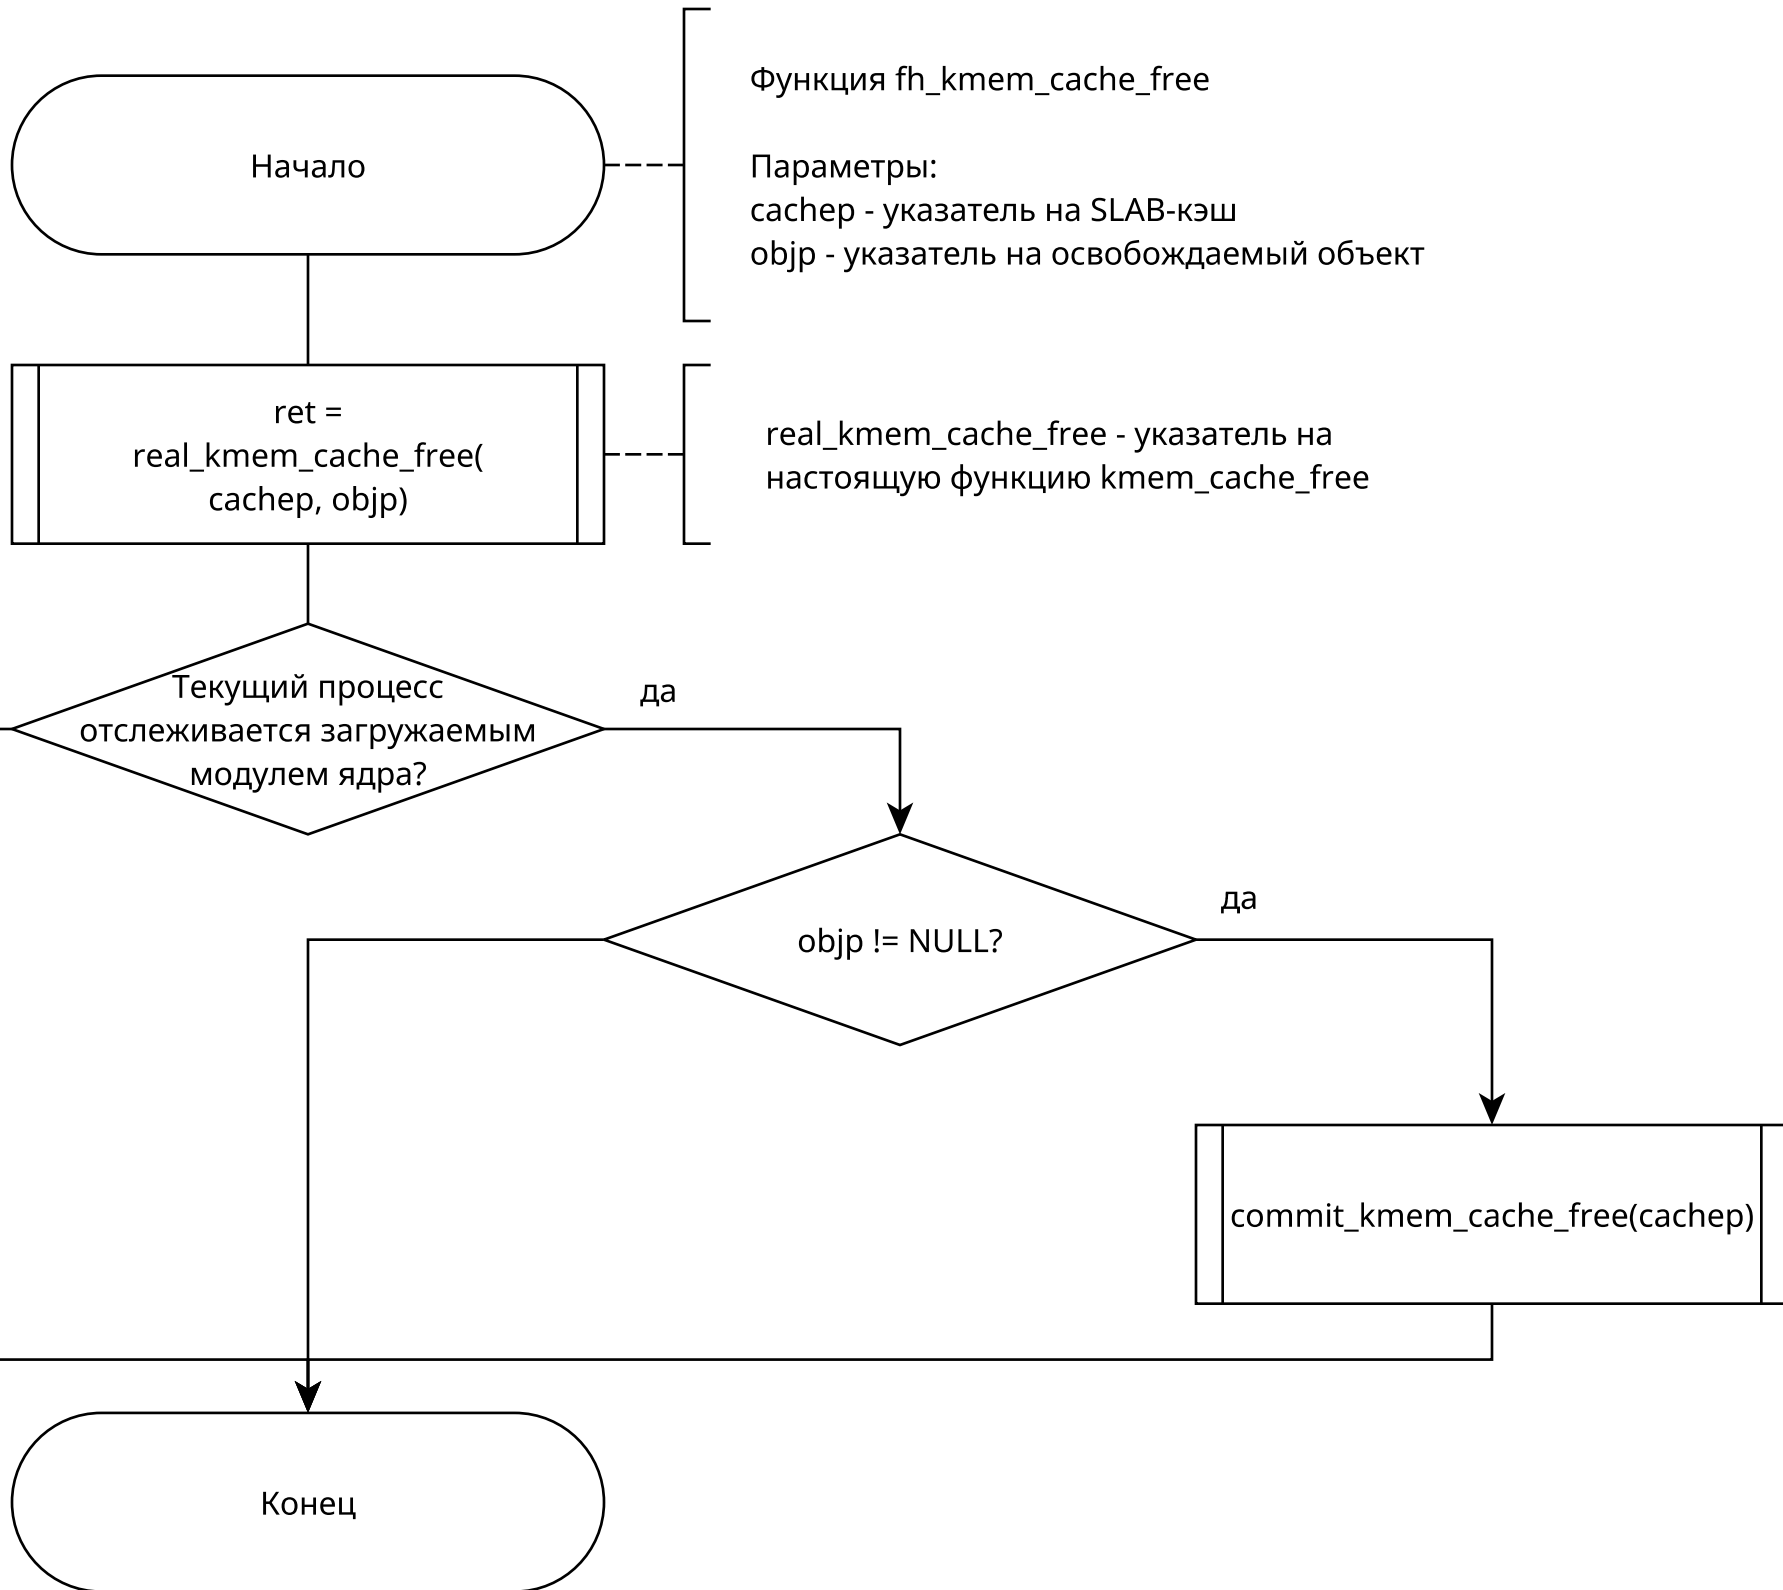 Функция fh_kmem_cache_free
Начало
Параметры:
cachep - указатель на SLAB-кэш
objp - указатель на освобождаемый объект
ret =
real_kmem_cache_free(
cachep, objp)
real_kmem_cache_free - указатель на
настоящую функцию kmem_cache_free
Текущий процесс
отслеживается загружаемым
модулем ядра?
да
objp != NULL?
да
commit_kmem_cache_free(cachep)
Конец